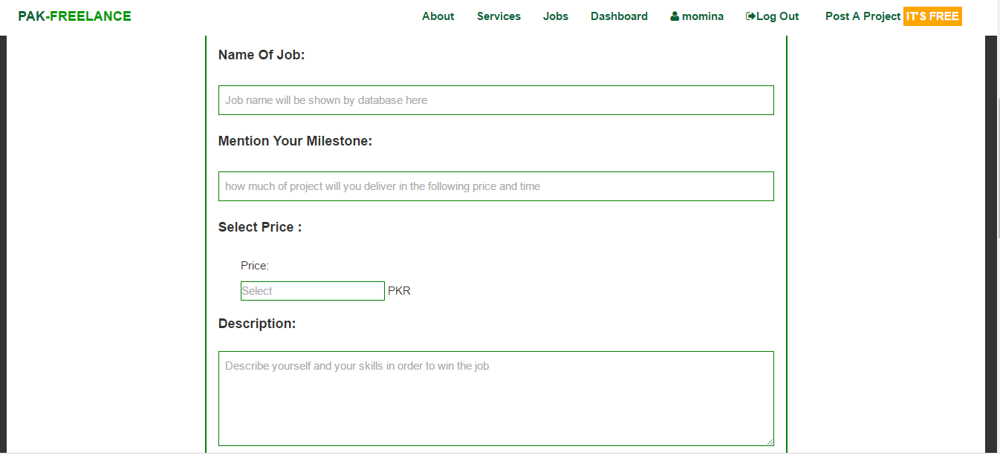 PAK-FREELANCE About Services Jobs Dashboard momina Log Out Post A Project IT'S FREE
Name Of Job:
Job name will be shown by database here
Mention Your Milestone:
how much of project will you deliver in the following price and time
Select Price :
Price:
Select PKR
Description:
Describe yourself and your skills in order to win the job